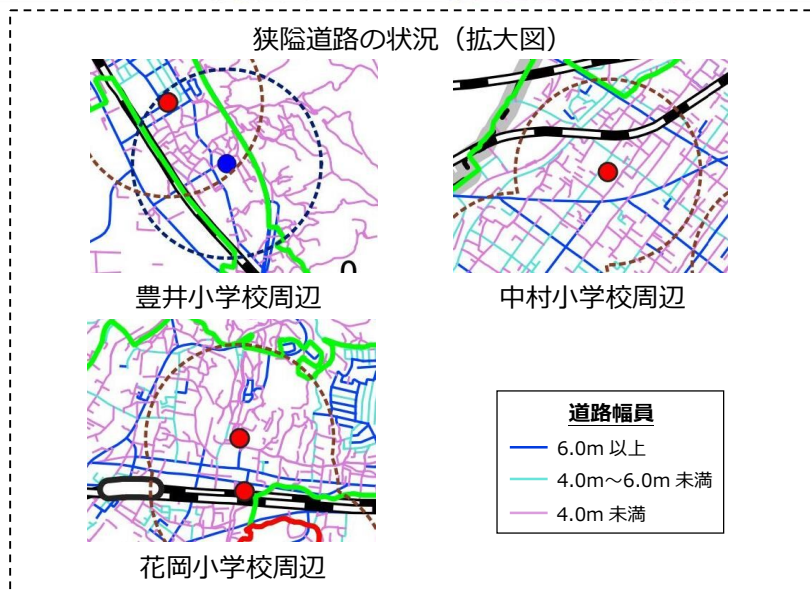 狭隘道路の状況（拡大図）
豊井小学校周辺
中村小学校周辺
花岡小学校周辺
道路幅員
6.0m 以上
4.0m～6.0m 未満
4.0m 未満